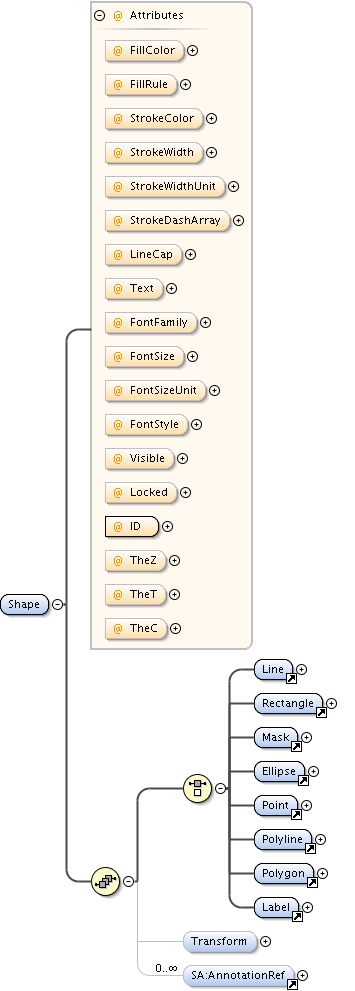 Attributes
@ FillColor
@ FillRule
@ StrokeColor
@ StrokeWidth
@ StrokeWidthUnit
@ StrokeDashArray
@ LineCap
@ Text
@ FontFamily
@ FontSize
@ FontSizeUnit
@ FontStyle
@ Visible
@ Locked
@ ID
@ TheZ
@ TheT
@ TheC
Shape
Line
Rectangle
Mask
Ellipse
Point
Polyline
Polygon
Label
Transform
0..∞
SA:AnnotationRef